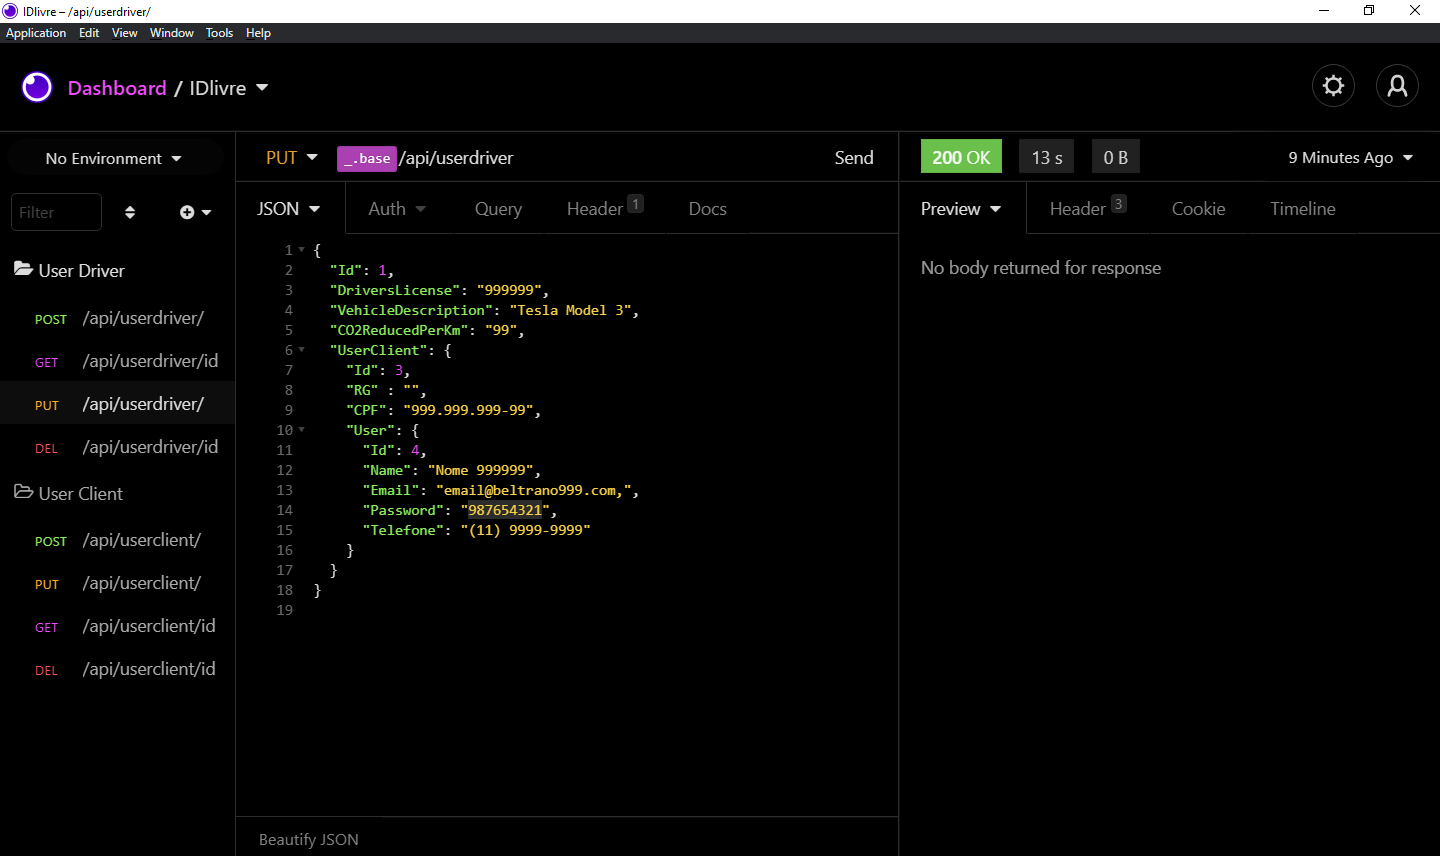 IDlivre – /api/userdriver/
Application Edit View Window Tools Help
Dashboard / IDlivre
No Environment
Filter
User Driver
POST /api/userdriver/
GET /api/userdriver/id
PUT /api/userdriver/
DEL /api/userdriver/id
User Client
POST /api/userclient/
PUT /api/userclient/
GET /api/userclient/id
DEL /api/userclient/id
PUT _.base /api/userdriver Send
JSON Auth Query Header 1 Docs
1 {
2 "Id": 1,
3 "DriversLicense": "999999",
4 "VehicleDescription": "Tesla Model 3",
5 "CO2ReducedPerKm": "99",
6 "UserClient": {
7 "Id": 3,
8 "RG" : "",
9 "CPF": "999.999.999-99",
10 "User": {
11 "Id": 4,
12 "Name": "Nome 999999",
13 "Email": "email@beltrano999.com,",
14 "Password": "987654321",
15 "Telefone": "(11) 9999-9999"
16 }
17 }
18 }
19
Beautify JSON
200 OK 13 s 0 B 9 Minutes Ago
Preview Header 3 Cookie Timeline
No body returned for response